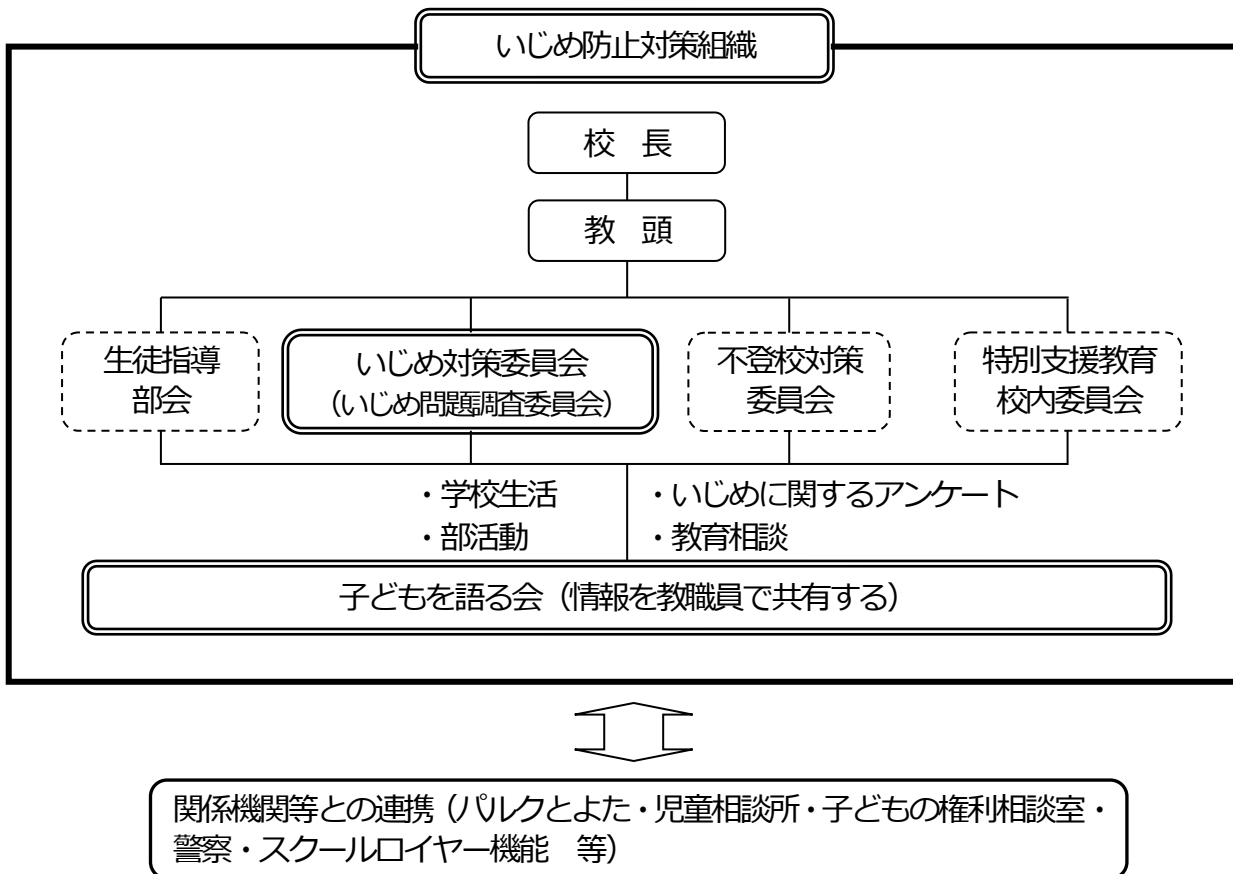 いじめ防止対策組織
校　長
教　頭
生徒指導
部会
いじめ対策委員会
（いじめ問題調査委員会）
不登校対策
委員会
特別支援教育
校内委員会
・学校生活
・部活動
・いじめに関するアンケート
・教育相談
子どもを語る会（情報を教職員で共有する）
関係機関等との連携（パルクとよた・児童相談所・子どもの権利相談室・
警察・スクールロイヤー機能　等）